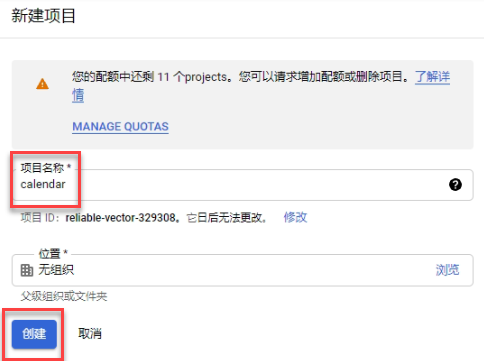 新建项目
您的配额中还剩 11 个projects。您可以请求增加配额或删除项目。了解详
情
MANAGE QUOTAS
项目名称 *
calendar
项目 ID：reliable-vector-329308。它日后无法更改。 修改
位置 *
无组织 浏览
父级组织或文件夹
创建 取消